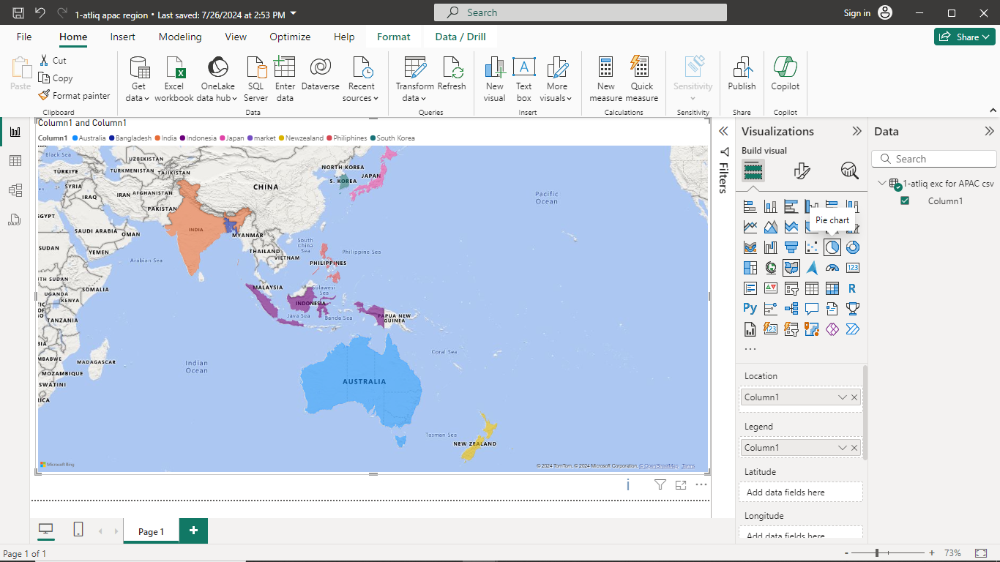 1-atliq apac region • Last saved: 7/26/2024 at 2:53 PM
Search
Sign in
File Home Insert Modeling View Optimize Help Format Data / Drill
Share
Paste
Cut
Copy
Format painter
Get data
Excel workbook
OneLake data hub
SQL Server
Enter data
Dataverse
Recent sources
Transform data
Refresh
New visual
Text box
More visuals
New measure
Quick measure
Sensitivity
Publish
Copilot
Clipboard
Data
Queries
Insert
Calculations
Sensitivity
Share
Copilot
Column1 and Column1
Column1 Australia Bangladesh India Indonesia Japan market Newzealand Philiphines South Korea
Black Sea
UZBEKISTAN
TÜRKIYE
TURKMENISTAN
TAJIKISTAN
SYRIA
IRAQ
IRAN
AFGHANISTAN
PAKISTAN
EGYPT
SAUDI ARABIA
OMAN
SUDAN
YEMEN
Arabian Sea
TH SUDAN
SOMALIA
UGANDA
KENYA
TANZANIA
MBABWE
MADAGASCAR
MOZAMBIQUE
SWATINI
RICA
Indian
Ocean
CHINA
NORTH KOREA
S. KOREA
JAPAN
INDIA
MYANMAR
THAILAND
VIETNAM
South
China
Sea
Philippine Sea
PHILIPPINES
MALAYSIA
Sulawesi
Sea
INDONESIA
Java Sea
Banda Sea
PAPUA NEW
GUINEA
Coral Sea
AUSTRALIA
Tasman Sea
NEW ZEALAND
Pacific
Ocean
Microsoft Bing
© 2024 TomTom, © 2024 Microsoft Corporation, © OpenStreetMap Terms
Filters
Visualizations
Build visual
Pie chart
123
R
Py
123
Location
Column1
Legend
Column1
Latitude
Add data fields here
Longitude
Add data fields here
Data
Search
1-atliq exc for APAC csv
Column1
DAX
Page 1
Page 1 of 1
- + 73%